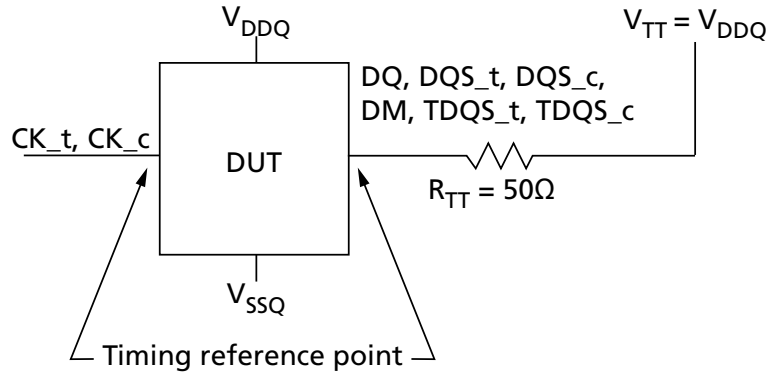 V_DDQ
V_TT = V_DDQ
DQ, DQS_t, DQS_c,
DM, TDQS_t, TDQS_c
CK_t, CK_c
DUT
R_TT = 50Ω
V_SSQ
Timing reference point